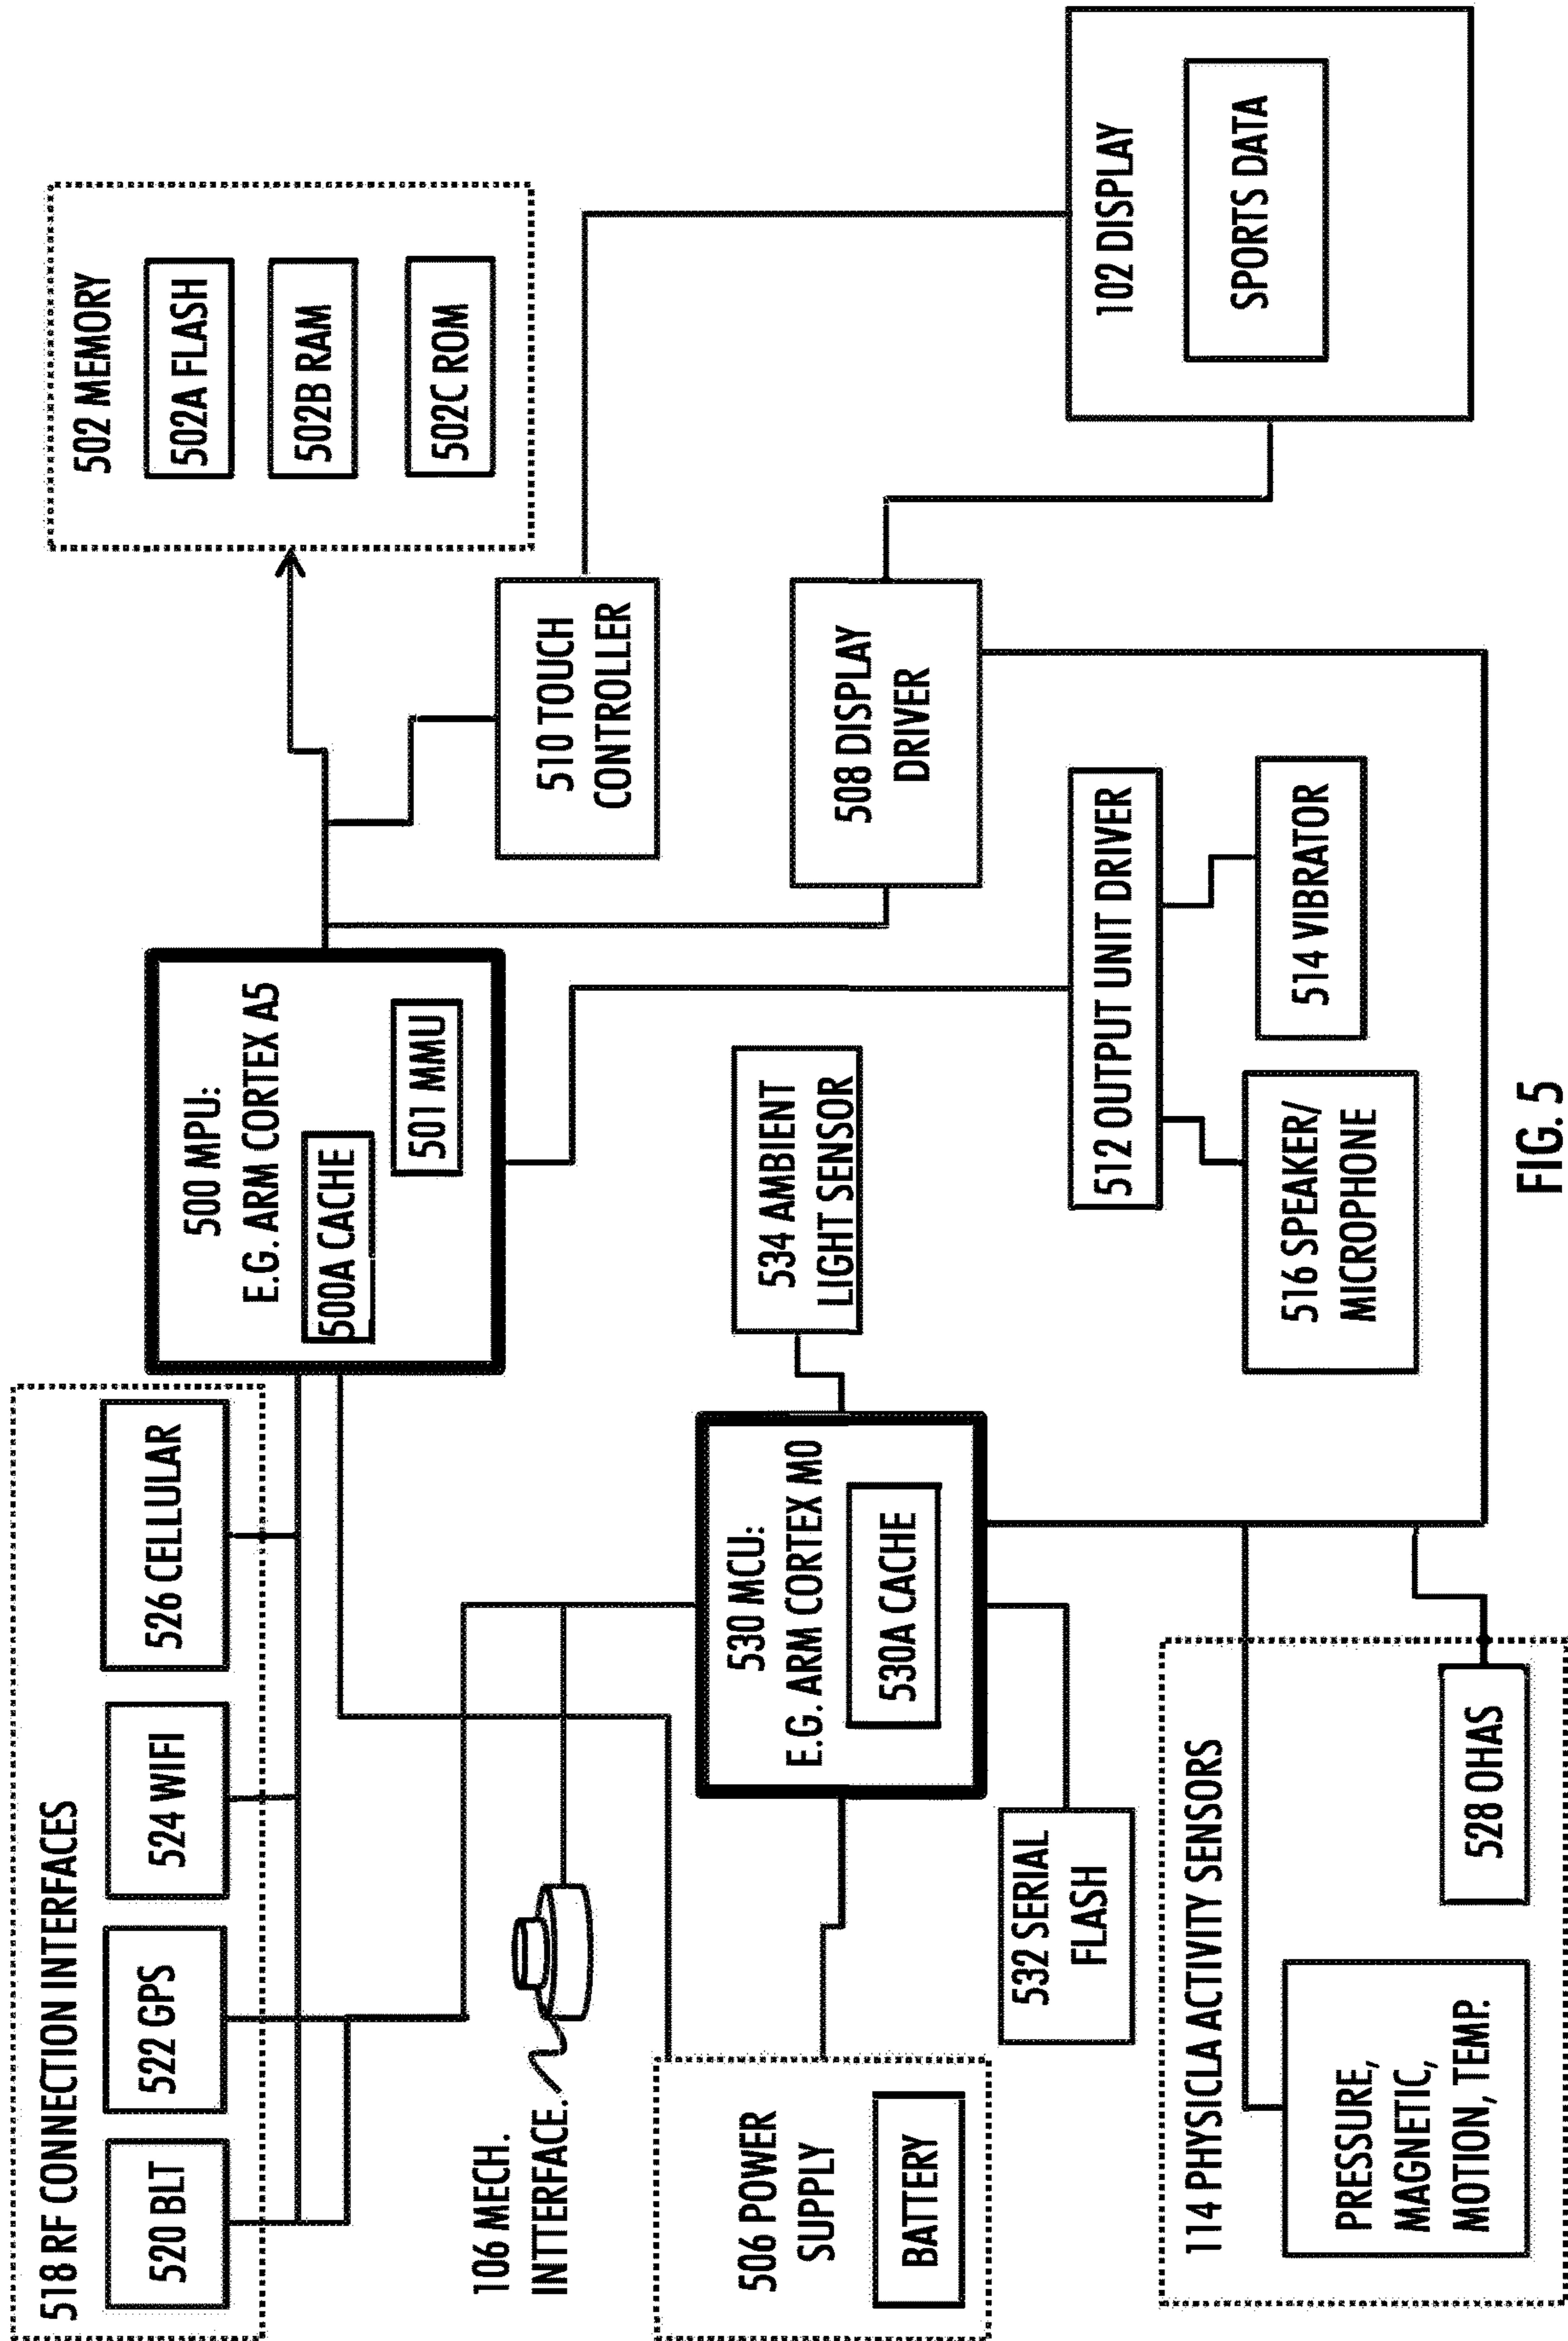 518 RF CONNECTION INTERFACES
520 BLT
522 GPS
524 WIFI
526 CELLULAR
500 MPU:
E.G. ARM CORTEX A5
500A CACHE
501 MMU
502 MEMORY
502A FLASH
502B RAM
502C ROM
106 MECH.
INTTERFACE.
510 TOUCH
CONTROLLER
506 POWER
SUPPLY
BATTERY
530 MCU:
E.G. ARM CORTEX M0
530A CACHE
534 AMBIENT
LIGHT SENSOR
508 DISPLAY
DRIVER
532 SERIAL
FLASH
512 OUTPUT UNIT DRIVER
514 VIBRATOR
516 SPEAKER/
MICROPHONE
102 DISPLAY
SPORTS DATA
114 PHYSICLA ACTIVITY SENSORS
PRESSURE,
MAGNETIC,
MOTION, TEMP.
528 OHAS
FIG. 5